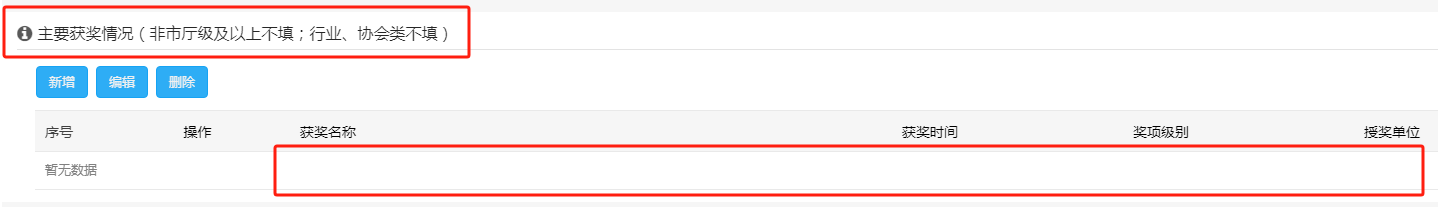 主要获奖情况（非市厅级及以上不填；行业、协会类不填）
新增 编辑 删除
序号 操作 获奖名称 获奖时间 奖项级别 授奖单位
暂无数据